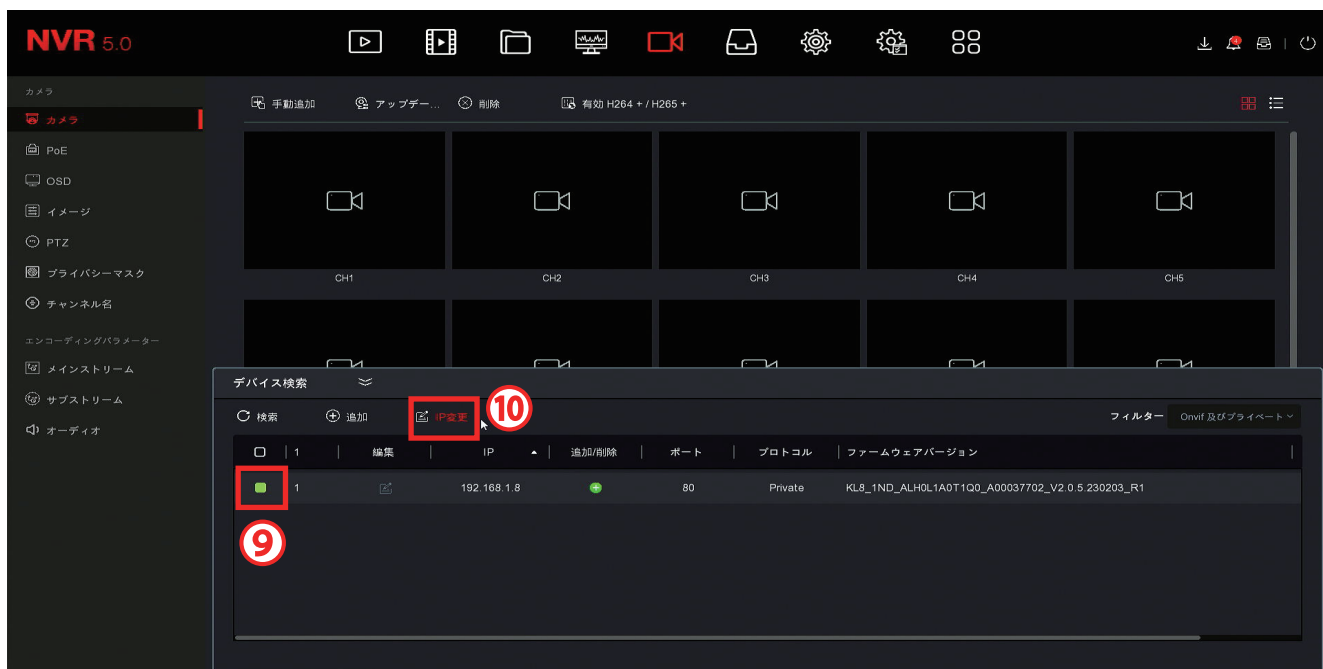 NVR 5.0
カメラ
カメラ
PoE
OSD
イメージ
PTZ
プライバシーマスク
チャンネル名
エンコーディングパラメーター
メインストリーム
サブストリーム
オーディオ
手動追加 アップデー... 削除 有効 H264 + / H265 +
CH1 CH2 CH3 CH4 CH5
デバイス検索
検索 追加 IP変更 ⑩ フィルター Onvif 及びプライベート
1 編集 IP 追加/削除 ポート プロトコル ファームウェアバージョン
1 192.168.1.8 80 Private KL8_1ND_ALH0L1A0T1Q0_A00037702_V2.0.5.230203_R1
⑨